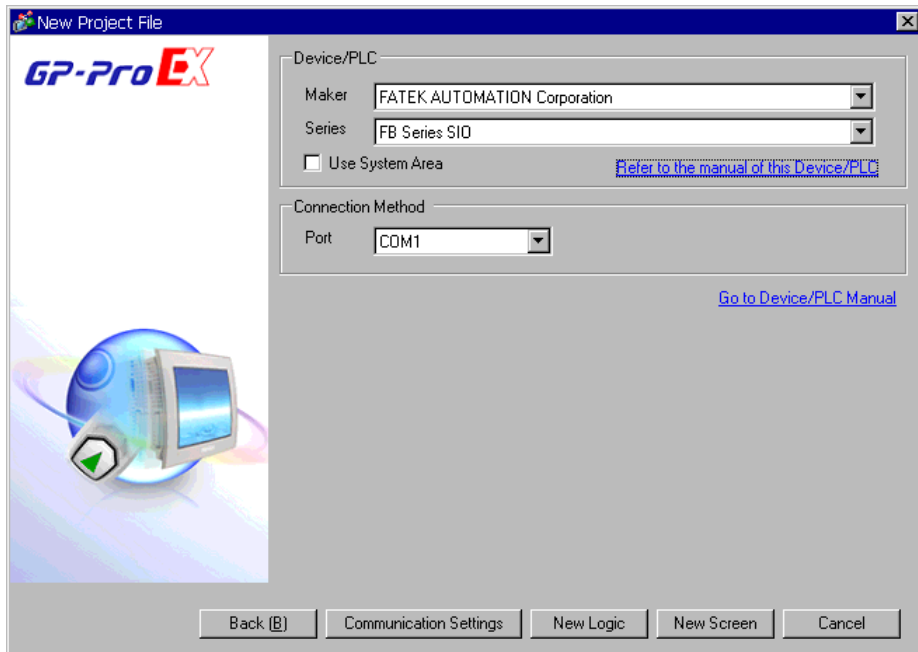 New Project File
GP-Pro EX
Device/PLC
Maker FATEK AUTOMATION Corporation
Series FB Series SIO
Use System Area Refer to the manual of this Device/PLC
Connection Method
Port COM1
Go to Device/PLC Manual
Back (B) Communication Settings New Logic New Screen Cancel